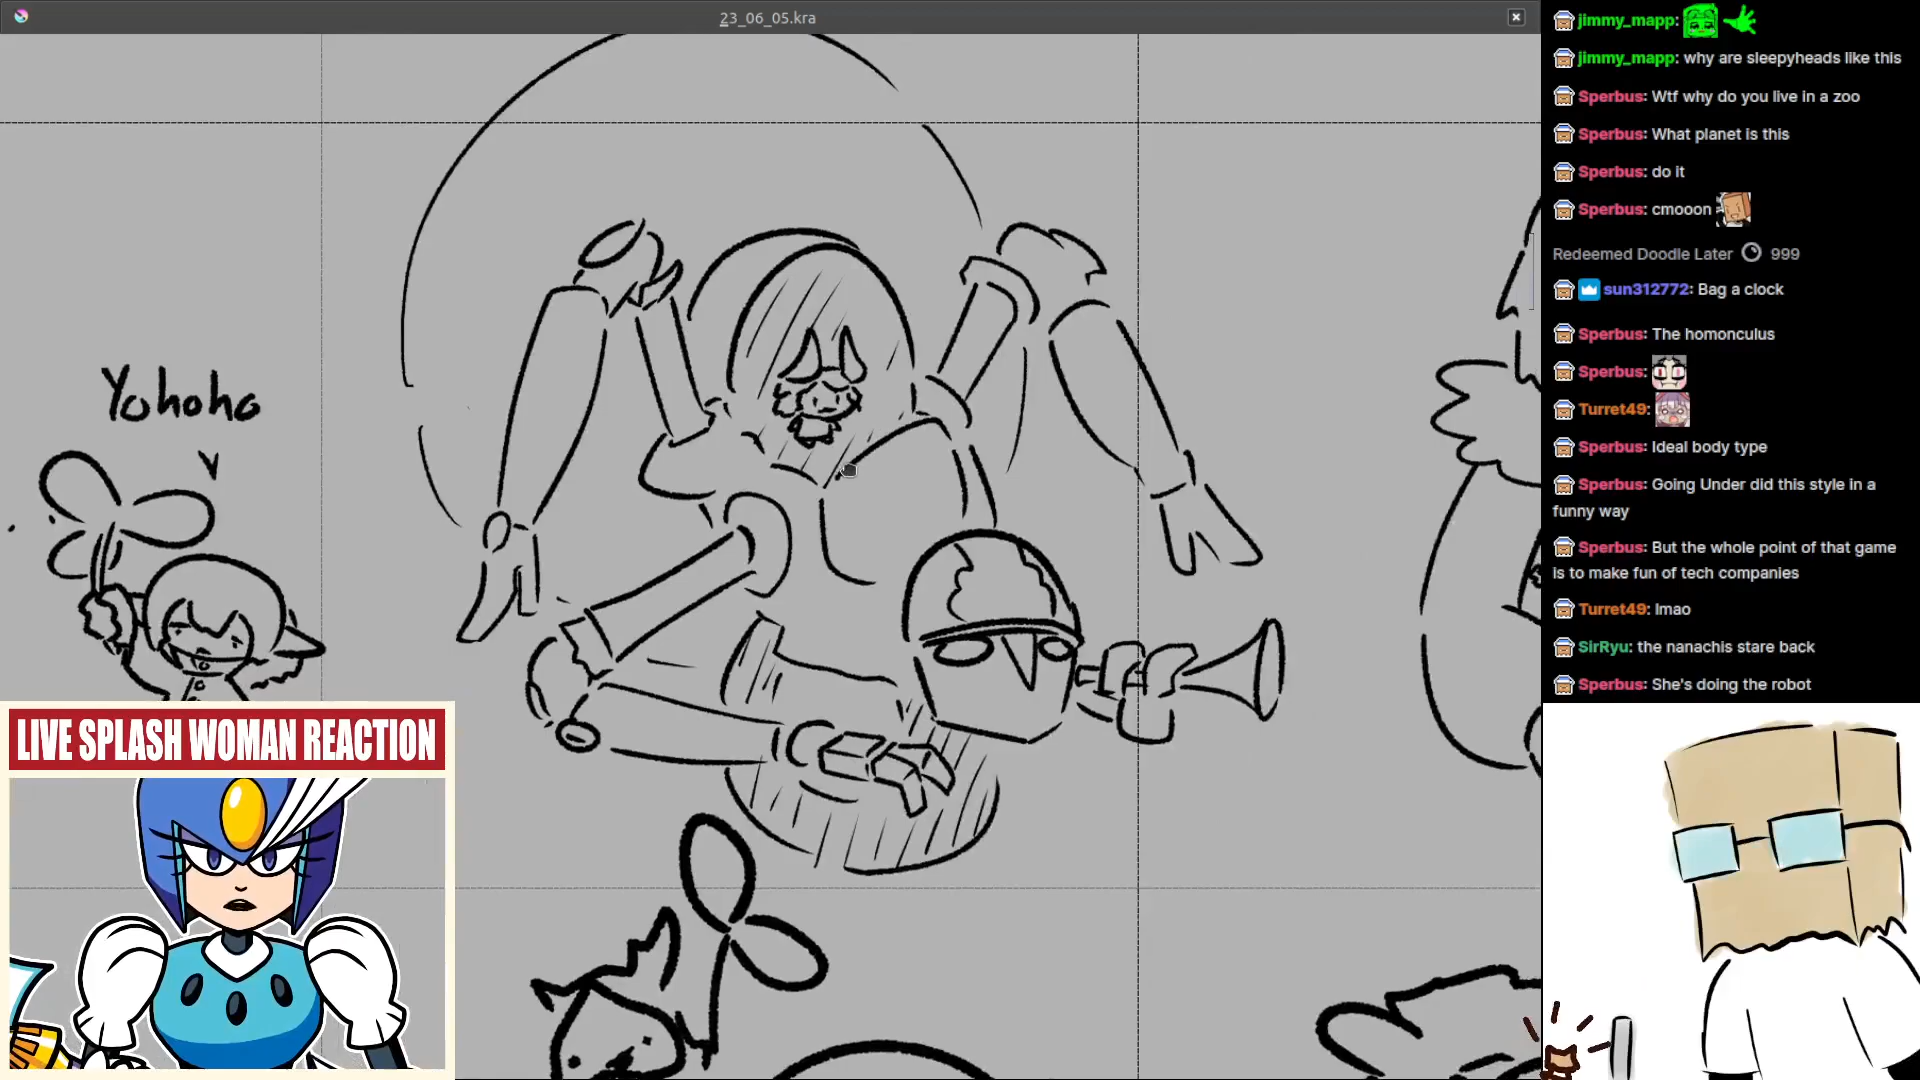 23_06_05.kra
Yohoho
LIVE SPLASH WOMAN REACTION
jimmy_mapp:
jimmy_mapp: why are sleepyheads like this
Sperbus: Wtf why do you live in a zoo
Sperbus: What planet is this
Sperbus: do it
Sperbus: cmooon
Redeemed Doodle Later 999
sun312772: Bag a clock
Sperbus: The homonculus
Sperbus:
Turret49:
Sperbus: Ideal body type
Sperbus: Going Under did this style in a
funny way
Sperbus: But the whole point of that game
is to make fun of tech companies
Turret49: lmao
SirRyu: the nanachis stare back
Sperbus: She's doing the robot